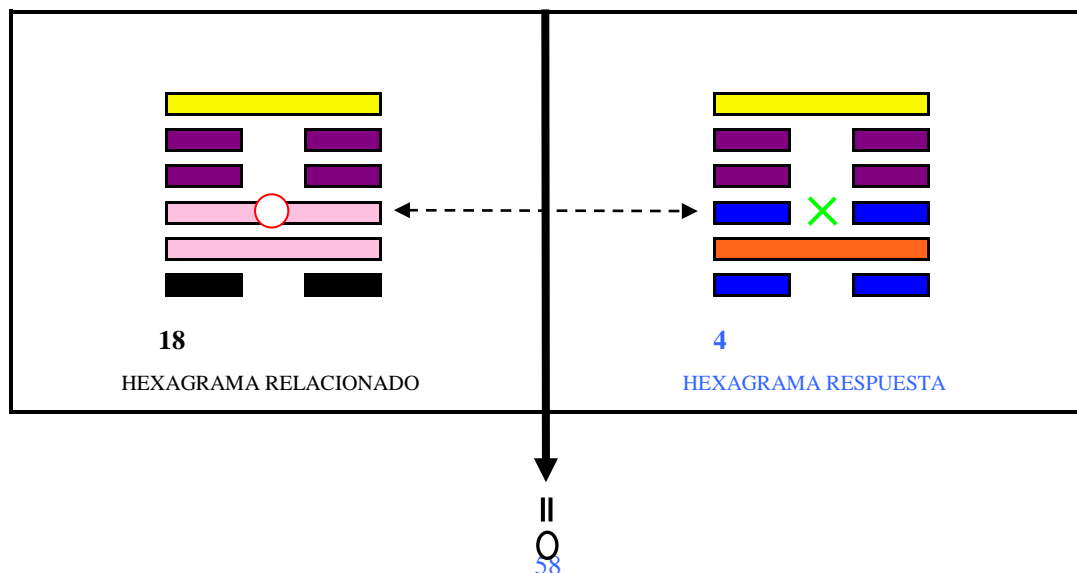 18
HEXAGRAMA RELACIONADO
4
HEXAGRAMA RESPUESTA
=
O
58